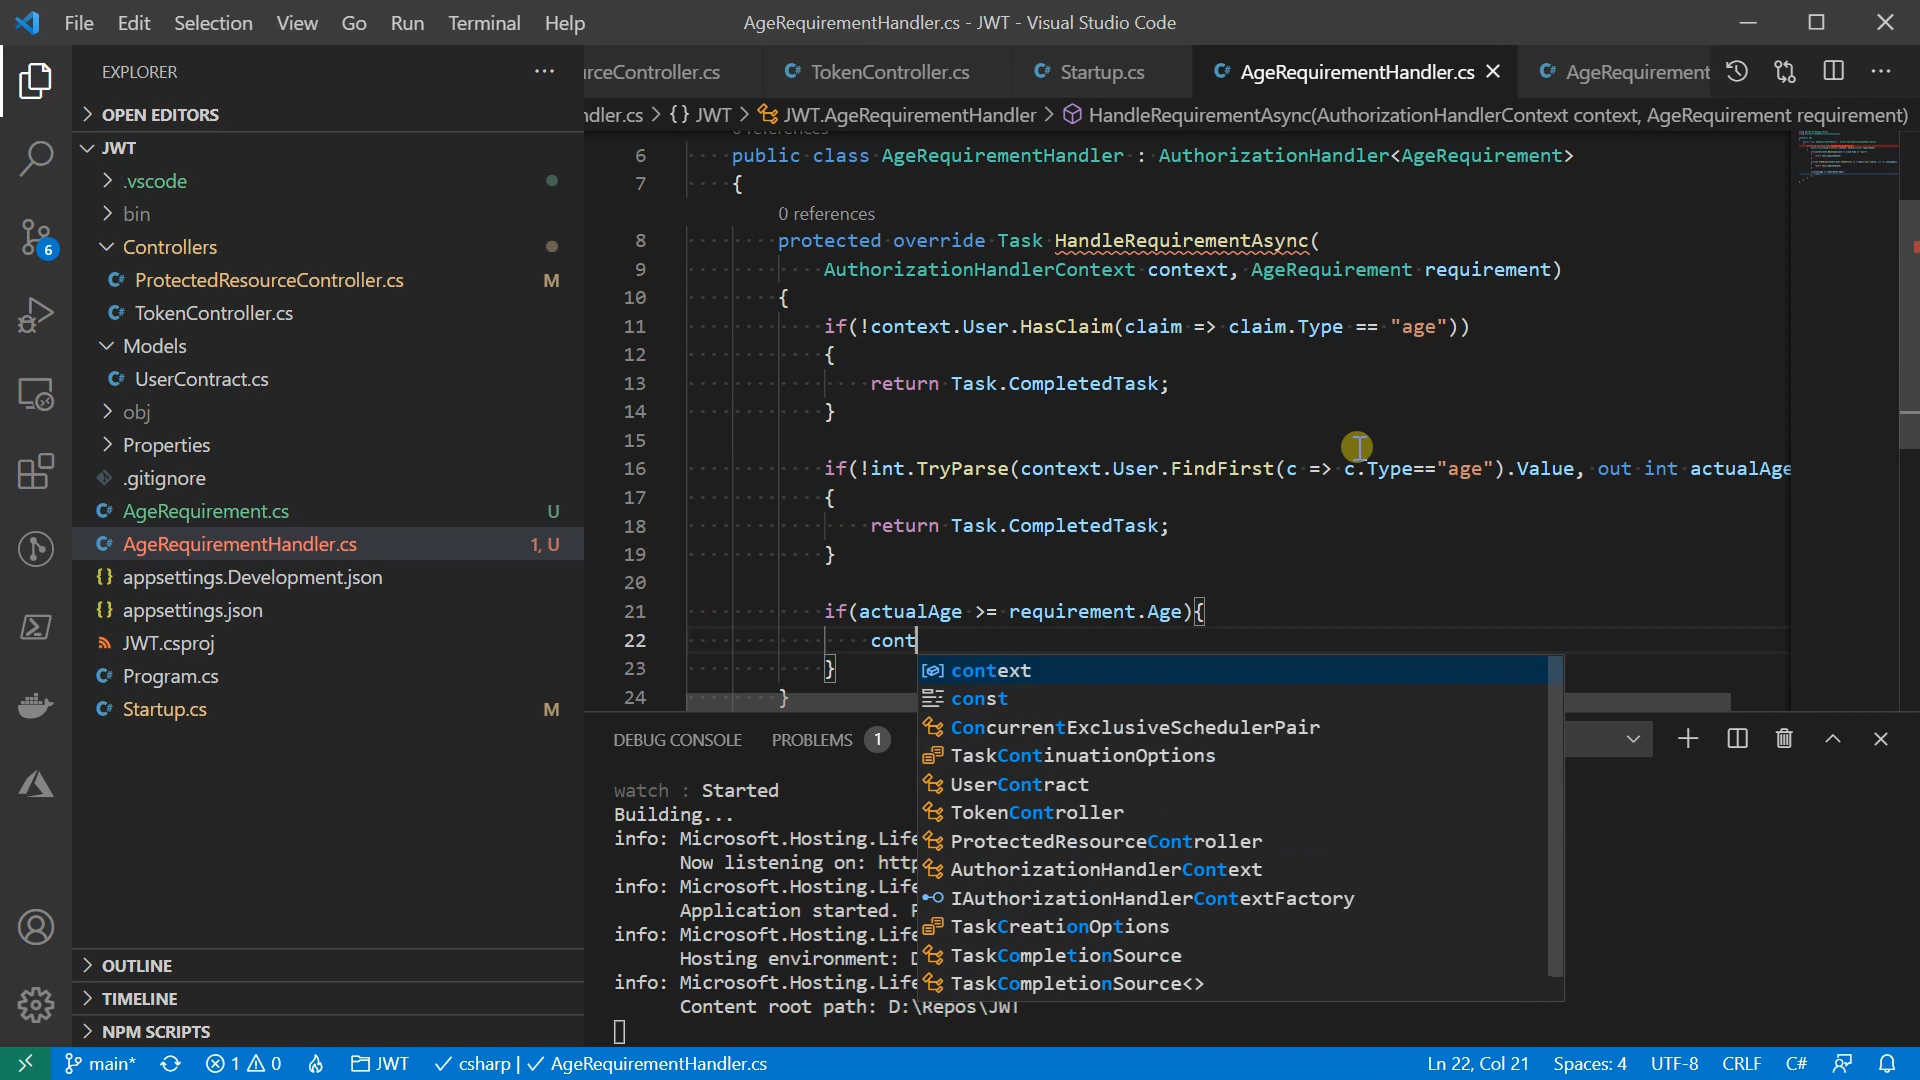 File Edit Selection View Go Run Terminal Help
AgeRequirementHandler.cs - JWT - Visual Studio Code
EXPLORER
OPEN EDITORS
JWT
.vscode
bin
Controllers
ProtectedResourceController.cs M
TokenController.cs
Models
UserContract.cs
obj
Properties
.gitignore
AgeRequirement.cs U
AgeRequirementHandler.cs 1, U
appsettings.Development.json
appsettings.json
JWT.csproj
Program.cs
Startup.cs M
OUTLINE
TIMELINE
NPM SCRIPTS
6
urceController.cs TokenController.cs Startup.cs AgeRequirementHandler.cs AgeRequirement
ndler.cs > {} JWT > JWT.AgeRequirementHandler > HandleRequirementAsync(AuthorizationHandlerContext context, AgeRequirement requirement)
0 references
6 public class AgeRequirementHandler : AuthorizationHandler<AgeRequirement>
7 {
0 references
8 protected override Task HandleRequirementAsync(
9 AuthorizationHandlerContext context, AgeRequirement requirement)
10 {
11 if(!context.User.HasClaim(claim => claim.Type == "age"))
12 {
13 return Task.CompletedTask;
14 }
15
16 if(!int.TryParse(context.User.FindFirst(c => c.Type=="age").Value, out int actualAge
17 {
18 return Task.CompletedTask;
19 }
20
21 if(actualAge >= requirement.Age){
22 cont
23 }
24 }
context
const
ConcurrentExclusiveSchedulerPair
TaskContinuationOptions
UserContract
TokenController
ProtectedResourceController
AuthorizationHandlerContext
IAuthorizationHandlerContextFactory
TaskCreationOptions
TaskCompletionSource
TaskCompletionSource<>
DEBUG CONSOLE PROBLEMS 1
watch : Started
Building...
info: Microsoft.Hosting.Life
Now listening on: http
info: Microsoft.Hosting.Life
Application started. P
info: Microsoft.Hosting.Life
Hosting environment: D
info: Microsoft.Hosting.Life
Content root path: D:\Repos\JWT
main* 1 0 JWT csharp | AgeRequirementHandler.cs
Ln 22, Col 21 Spaces: 4 UTF-8 CRLF C#